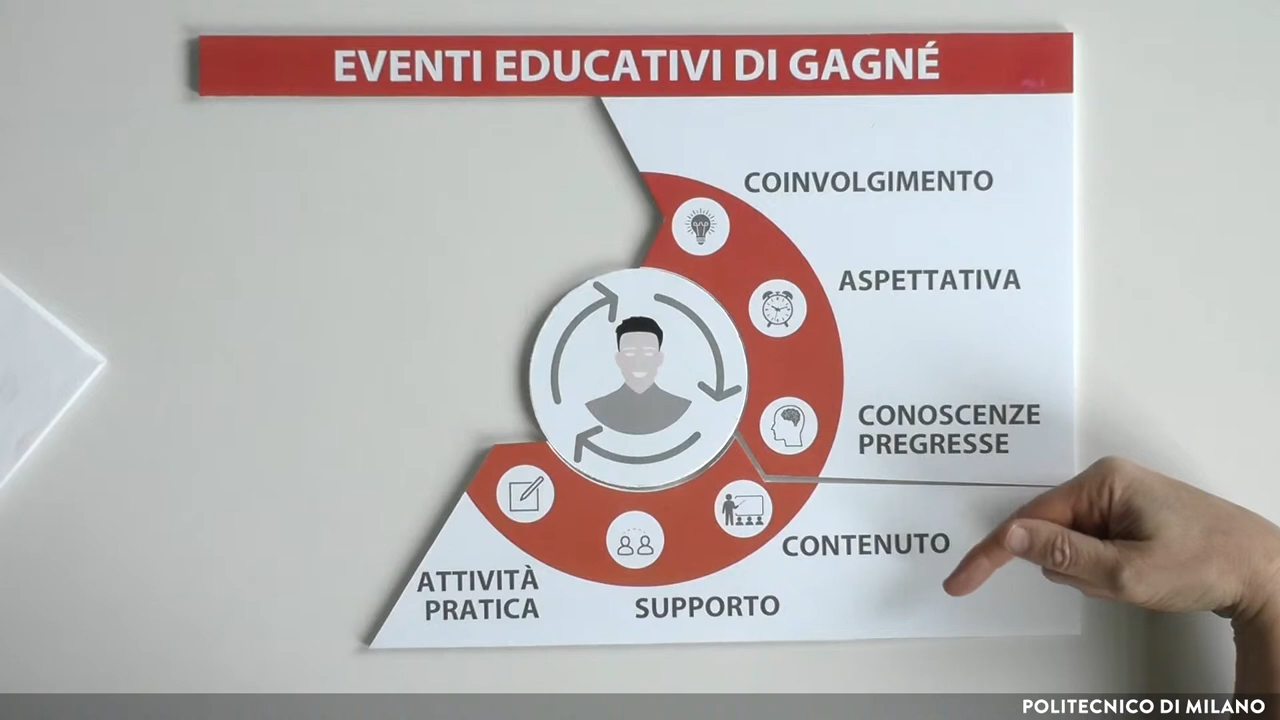 EVENTI EDUCATIVI DI GAGNÉ
COINVOLGIMENTO
ASPETTATIVA
CONOSCENZE
PREGRESSE
CONTENUTO
SUPPORTO
ATTIVITÀ
PRATICA
POLITECNICO DI MILANO